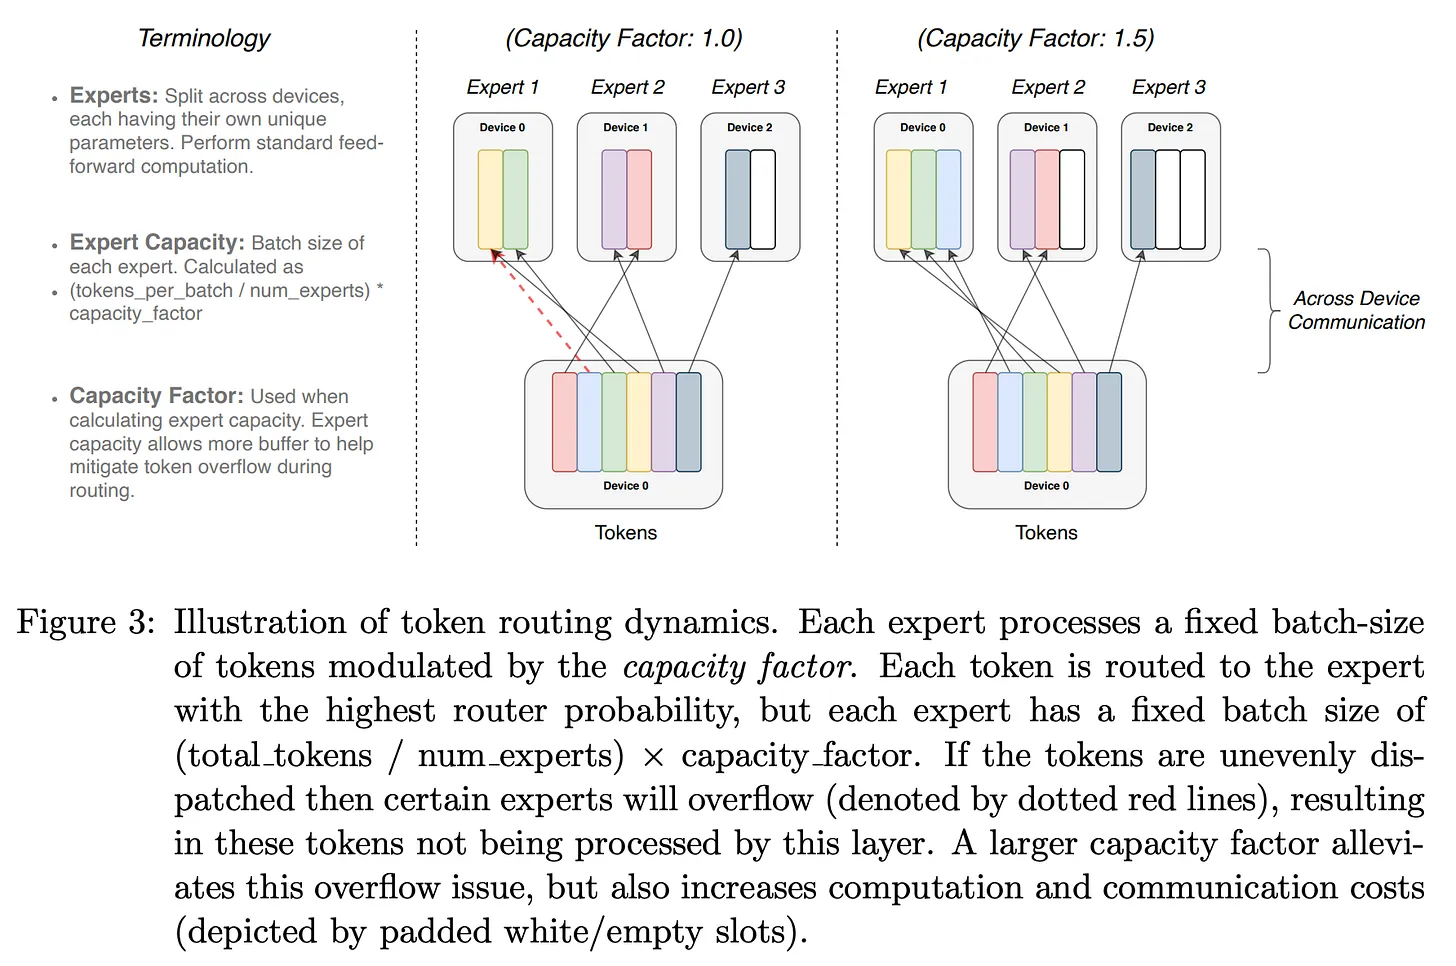 Terminology
• Experts: Split across devices,
each having their own unique
parameters. Perform standard feed-
forward computation.
• Expert Capacity: Batch size of
each expert. Calculated as
• (tokens_per_batch / num_experts) *
capacity_factor
• Capacity Factor: Used when
calculating expert capacity. Expert
capacity allows more buffer to help
mitigate token overflow during
routing.
(Capacity Factor: 1.0)
Expert 1 Expert 2 Expert 3
Device 0 Device 1 Device 2
Device 0
Tokens
(Capacity Factor: 1.5)
Expert 1 Expert 2 Expert 3
Device 0 Device 1 Device 2
Device 0
Tokens
Across Device
Communication
Figure 3: Illustration of token routing dynamics. Each expert processes a fixed batch-size
of tokens modulated by the capacity factor. Each token is routed to the expert
with the highest router probability, but each expert has a fixed batch size of
(total_tokens / num_experts) × capacity_factor. If the tokens are unevenly dis-
patched then certain experts will overflow (denoted by dotted red lines), resulting
in these tokens not being processed by this layer. A larger capacity factor allevi-
ates this overflow issue, but also increases computation and communication costs
(depicted by padded white/empty slots).